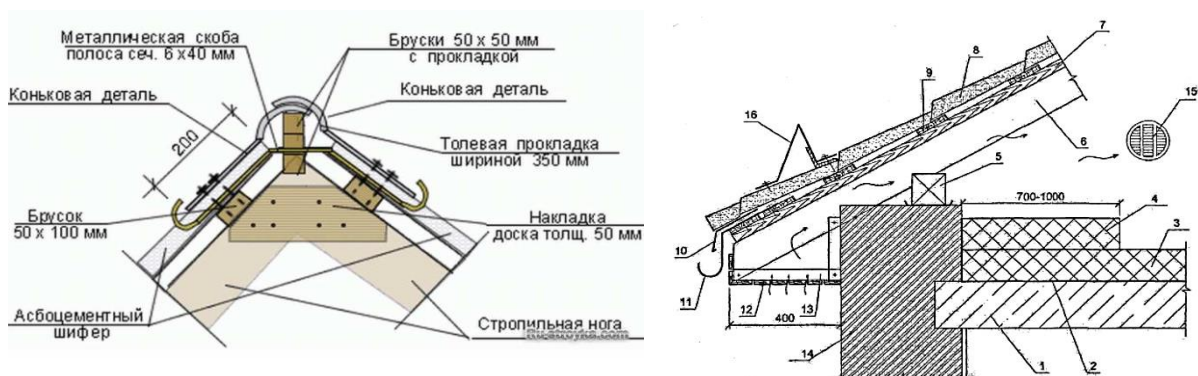 Металлическая скоба
полоса сеч. 6 х40 мм
Бруски 50 х 50 мм
с прокладкой
Коньковая деталь
Коньковая деталь
200
Толевая прокладка
шириной 350 мм
Брусок
50 х 100 мм
Накладка
доска толщ. 50 мм
Асбоцементный
шифер
Стропильная нога
7
8
9
15
16
6
5
700-1000
4
3
10
11
12
13
400
14
1
2